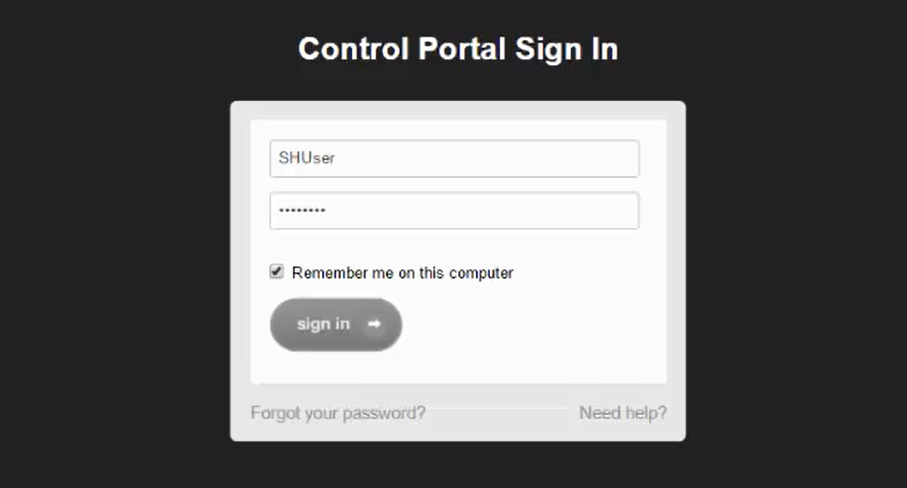 Control Portal Sign In
SHUser
••••••••
Remember me on this computer
sign in ➡
Forgot your password? Need help?